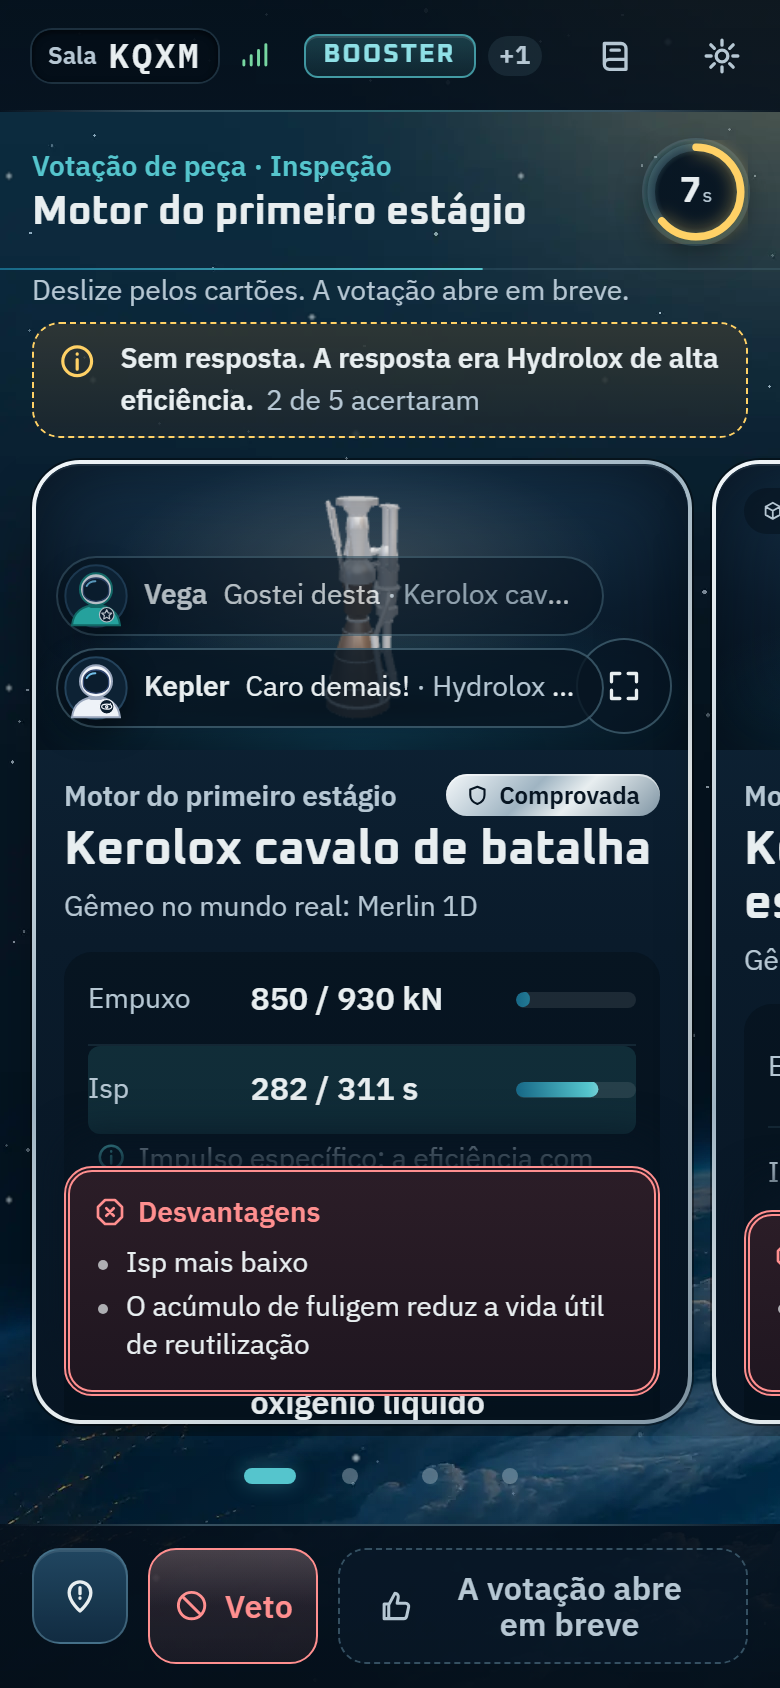 Sala KQXM BOOSTER +1
Votação de peça · Inspeção
Motor do primeiro estágio
7s
Deslize pelos cartões. A votação abre em breve.
Sem resposta. A resposta era Hydrolox de alta
eficiência. 2 de 5 acertaram
Vega Gostei desta · Kerolox cav...
Kepler Caro demais! · Hydrolox ...
Motor do primeiro estágio Comprovada
Kerolox cavalo de batalha
Gêmeo no mundo real: Merlin 1D
Empuxo 850 / 930 kN
Isp 282 / 311 s
Impulso específico: a eficiência com
Desvantagens
Isp mais baixo
O acúmulo de fuligem reduz a vida útil
de reutilização
oxigênio líquido
A votação abre
em breve
Veto